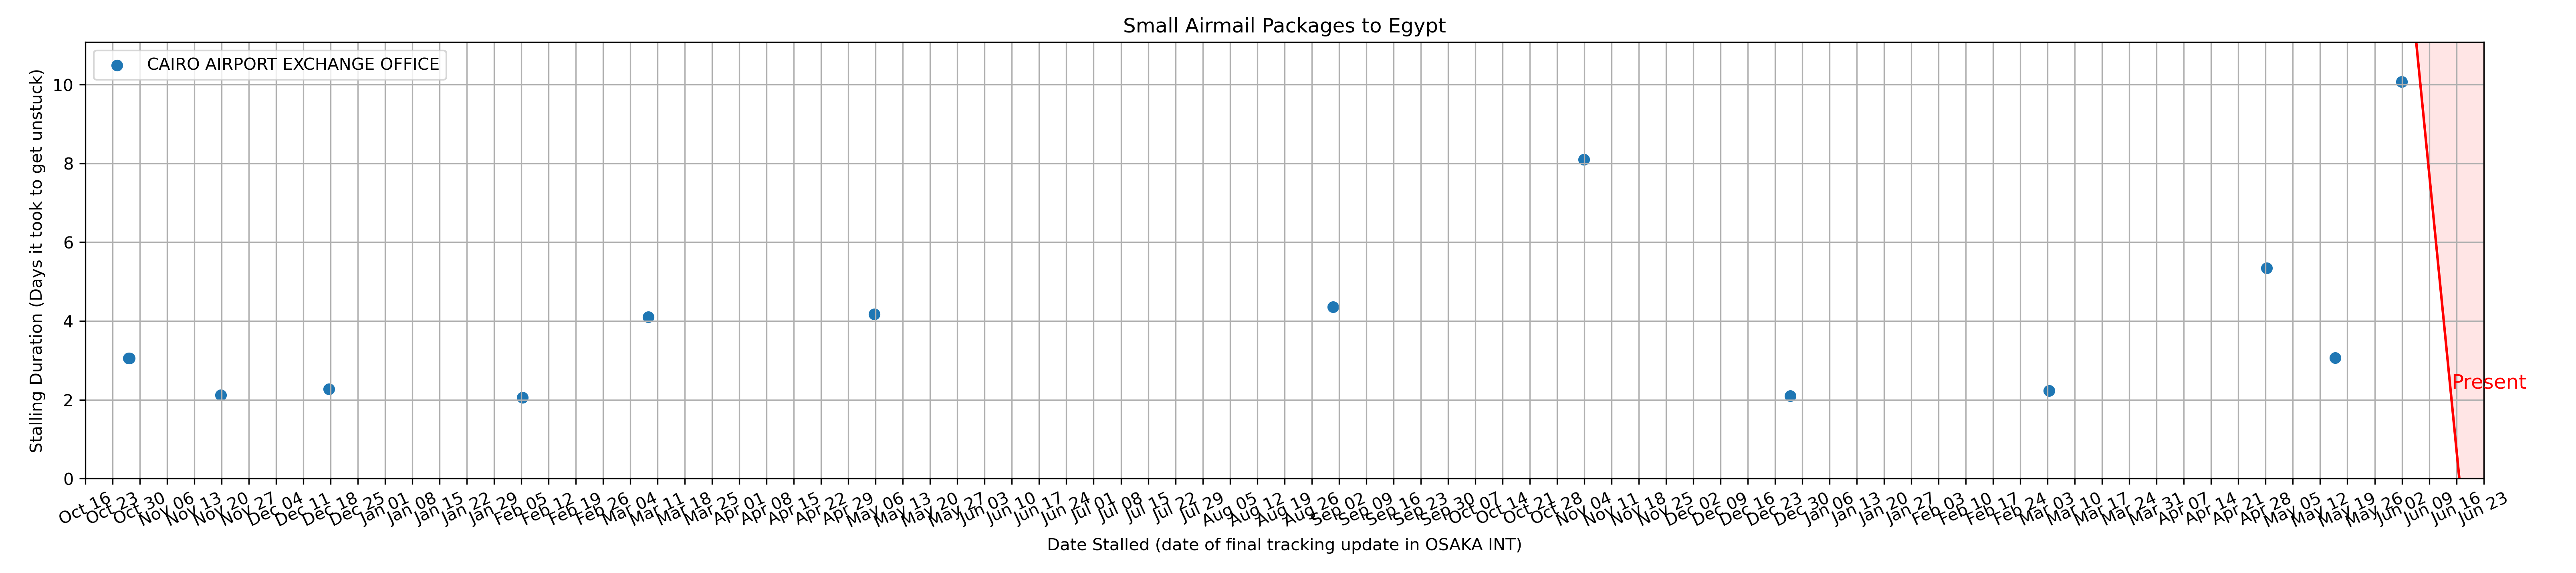 Small Airmail Packages to Egypt
CAIRO AIRPORT EXCHANGE OFFICE
Stalling Duration (Days it took to get unstuck)
10
8
6
4
2
0
Present
Oct 16 Oct 23 Oct 30 Nov 06 Nov 13 Nov 20 Nov 27 Dec 04 Dec 11 Dec 18 Dec 25 Jan 01 Jan 08 Jan 15 Jan 22 Jan 29 Feb 05 Feb 12 Feb 19 Feb 26 Mar 04 Mar 11 Mar 18 Mar 25 Apr 01 Apr 08 Apr 15 Apr 22 Apr 29 May 06 May 13 May 20 May 27 Jun 03 Jun 10 Jun 17 Jun 24 Jul 01 Jul 08 Jul 15 Jul 22 Jul 29 Aug 05 Aug 12 Aug 19 Aug 26 Sep 02 Sep 09 Sep 16 Sep 23 Sep 30 Oct 07 Oct 14 Oct 21 Oct 28 Nov 04 Nov 11 Nov 18 Nov 25 Dec 02 Dec 09 Dec 16 Dec 23 Dec 30 Jan 06 Jan 13 Jan 20 Jan 27 Feb 03 Feb 10 Feb 17 Feb 24 Mar 03 Mar 10 Mar 17 Mar 24 Mar 31 Apr 07 Apr 14 Apr 21 Apr 28 May 05 May 12 May 19 May 26 Jun 02 Jun 09 Jun 16 Jun 23
Date Stalled (date of final tracking update in OSAKA INT)